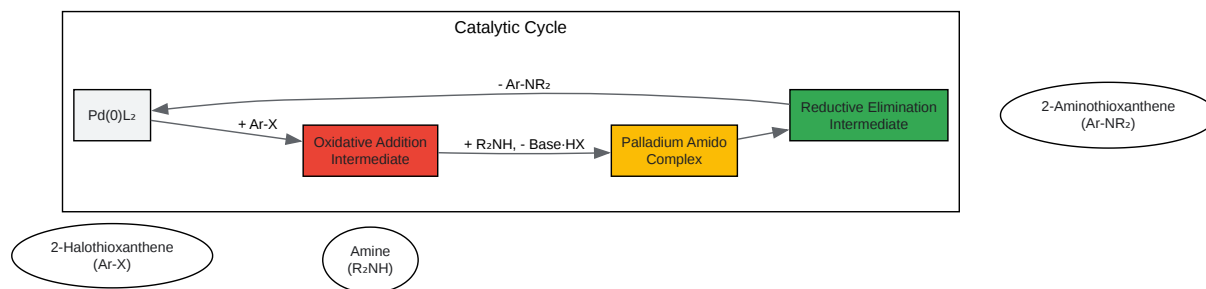 Catalytic Cycle
- Ar-NR₂
Pd(0)L₂
+ Ar-X
Oxidative Addition
Intermediate
+ R₂NH, - Base·HX
Palladium Amido
Complex
Reductive Elimination
Intermediate
2-Aminothioxanthene
(Ar-NR₂)
2-Halothioxanthene
(Ar-X)
Amine
(R₂NH)